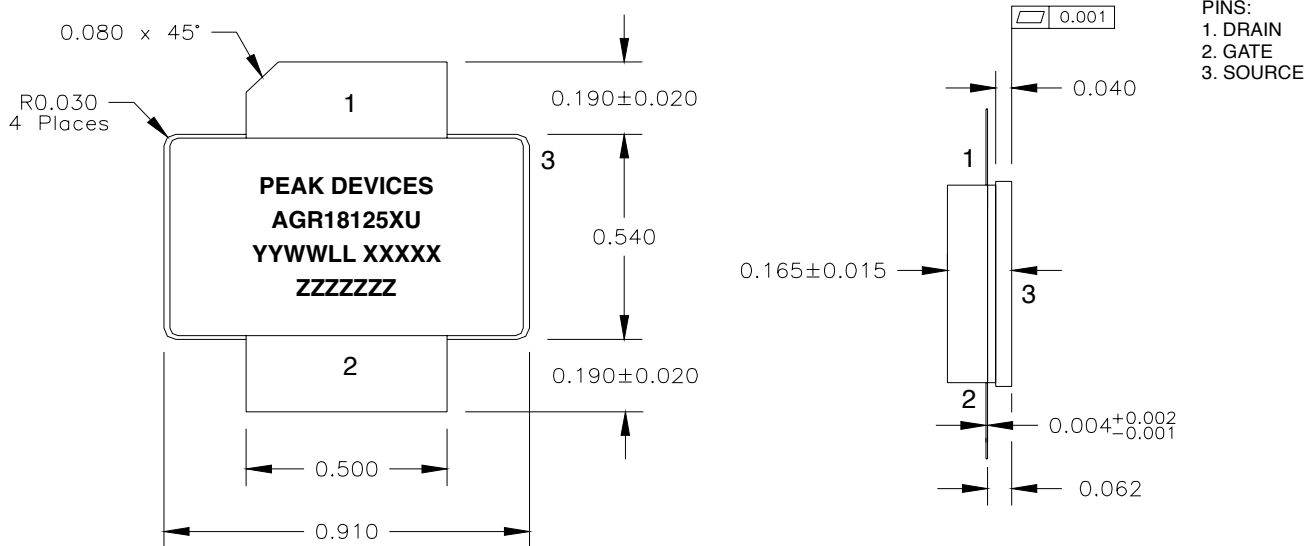 0.080 x 45°
R0.030
4 Places
1
0.190±0.020
3
PEAK DEVICES
AGR18125XU
YYWWLL XXXXX
ZZZZZZZ
0.540
2
0.190±0.020
0.500
0.910
0.001
0.040
1
0.165±0.015
3
2
0.004+0.002
-0.001
0.062
PINS:
1. DRAIN
2. GATE
3. SOURCE